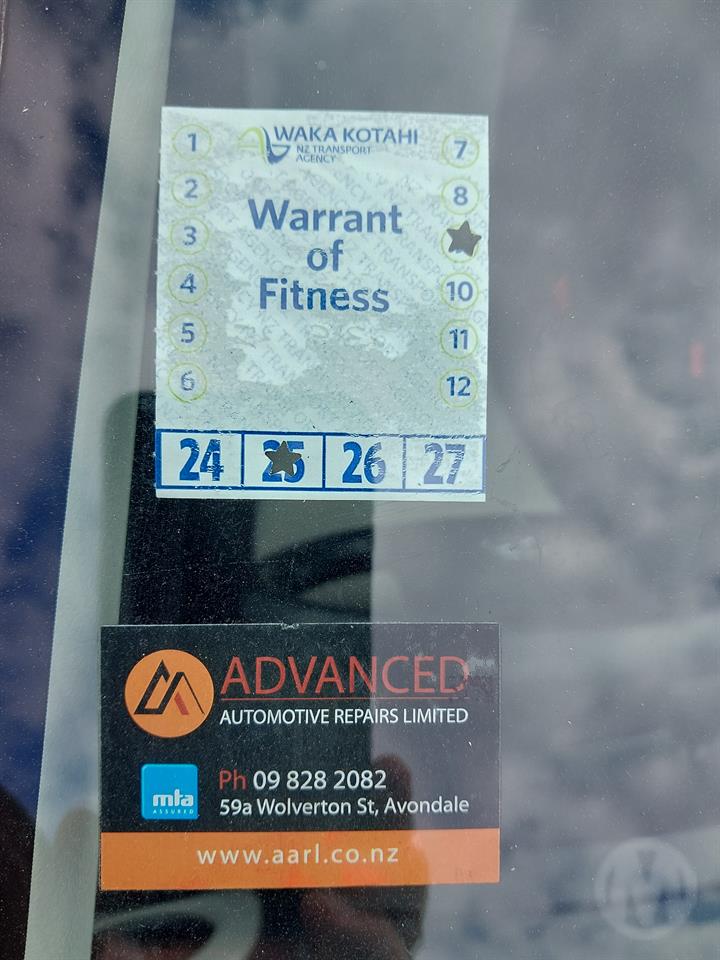 WAKA KOTAHI
NZ TRANSPORT
AGENCY
1
2
3
4
5
6
Warrant
of
Fitness
7
8
10
11
12
24 25 26 27
ADVANCED
AUTOMOTIVE REPAIRS LIMITED
mta
ASSURED
Ph 09 828 2082
59a Wolverton St, Avondale
www.aarl.co.nz